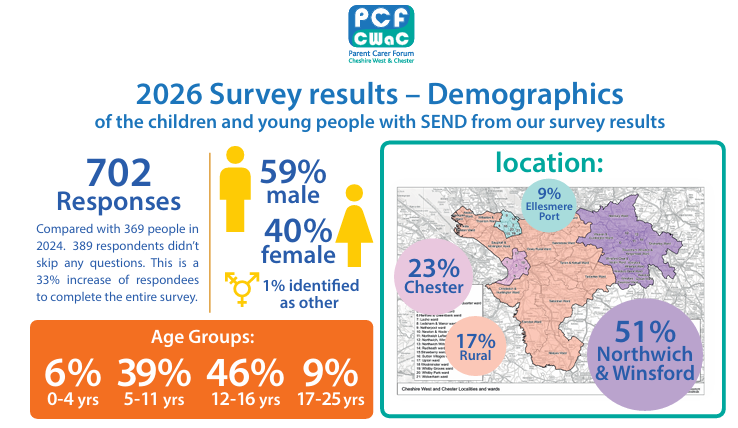 PCF
CWaC
Parent Carer Forum
Cheshire West & Chester
2026 Survey results – Demographics
of the children and young people with SEND from our survey results
702
Responses
Compared with 369 people in
2024. 389 respondents didn't
skip any questions. This is a
33% increase of respondees
to complete the entire survey.
59%
male
40%
female
1% identified
as other
Age Groups:
6%
0-4 yrs
39%
5-11 yrs
46%
12-16 yrs
9%
17-25 yrs
location:
9%
Ellesmere
Port
23%
Chester
17%
Rural
51%
Northwich
& Winsford
Cheshire West and Chester Localities and wards